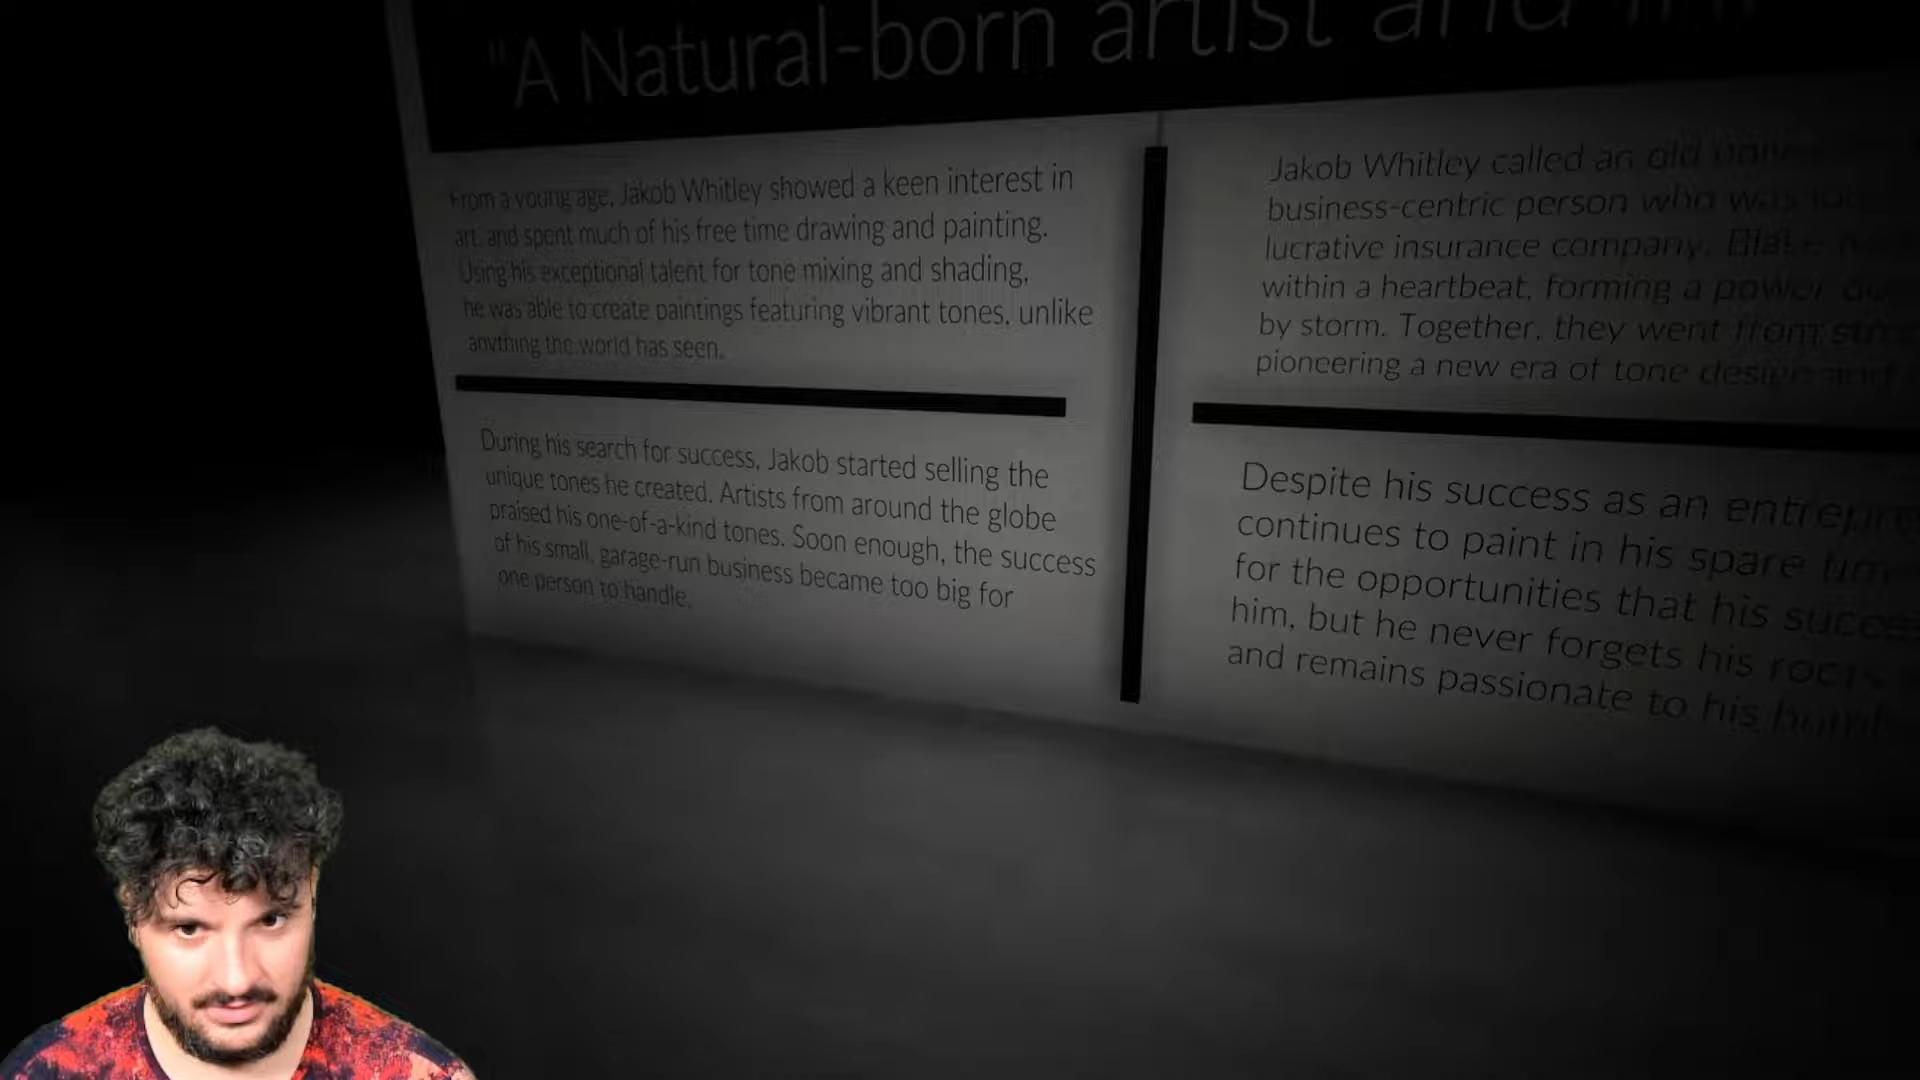 "A Natural-born artist and
From a young age, Jakob Whitley showed a keen interest in
art, and spent much of his free time drawing and painting.
Using his exceptional talent for tone mixing and shading,
he was able to create paintings featuring vibrant tones, unlike
anything the world has seen.
During his search for success, Jakob started selling the
unique tones he created. Artists from around the globe
praised his one-of-a-kind tones. Soon enough, the success
of his small, garage-run business became too big for
one person to handle.
Jakob Whitley called an old
business-centric person who was
lucrative insurance company. Blake
within a heartbeat, forming a power
by storm. Together, they went from
pioneering a new era of tone design and
Despite his success as an
continues to paint in his spare
for the opportunities that his
him, but he never forgets his roots
and remains passionate to his